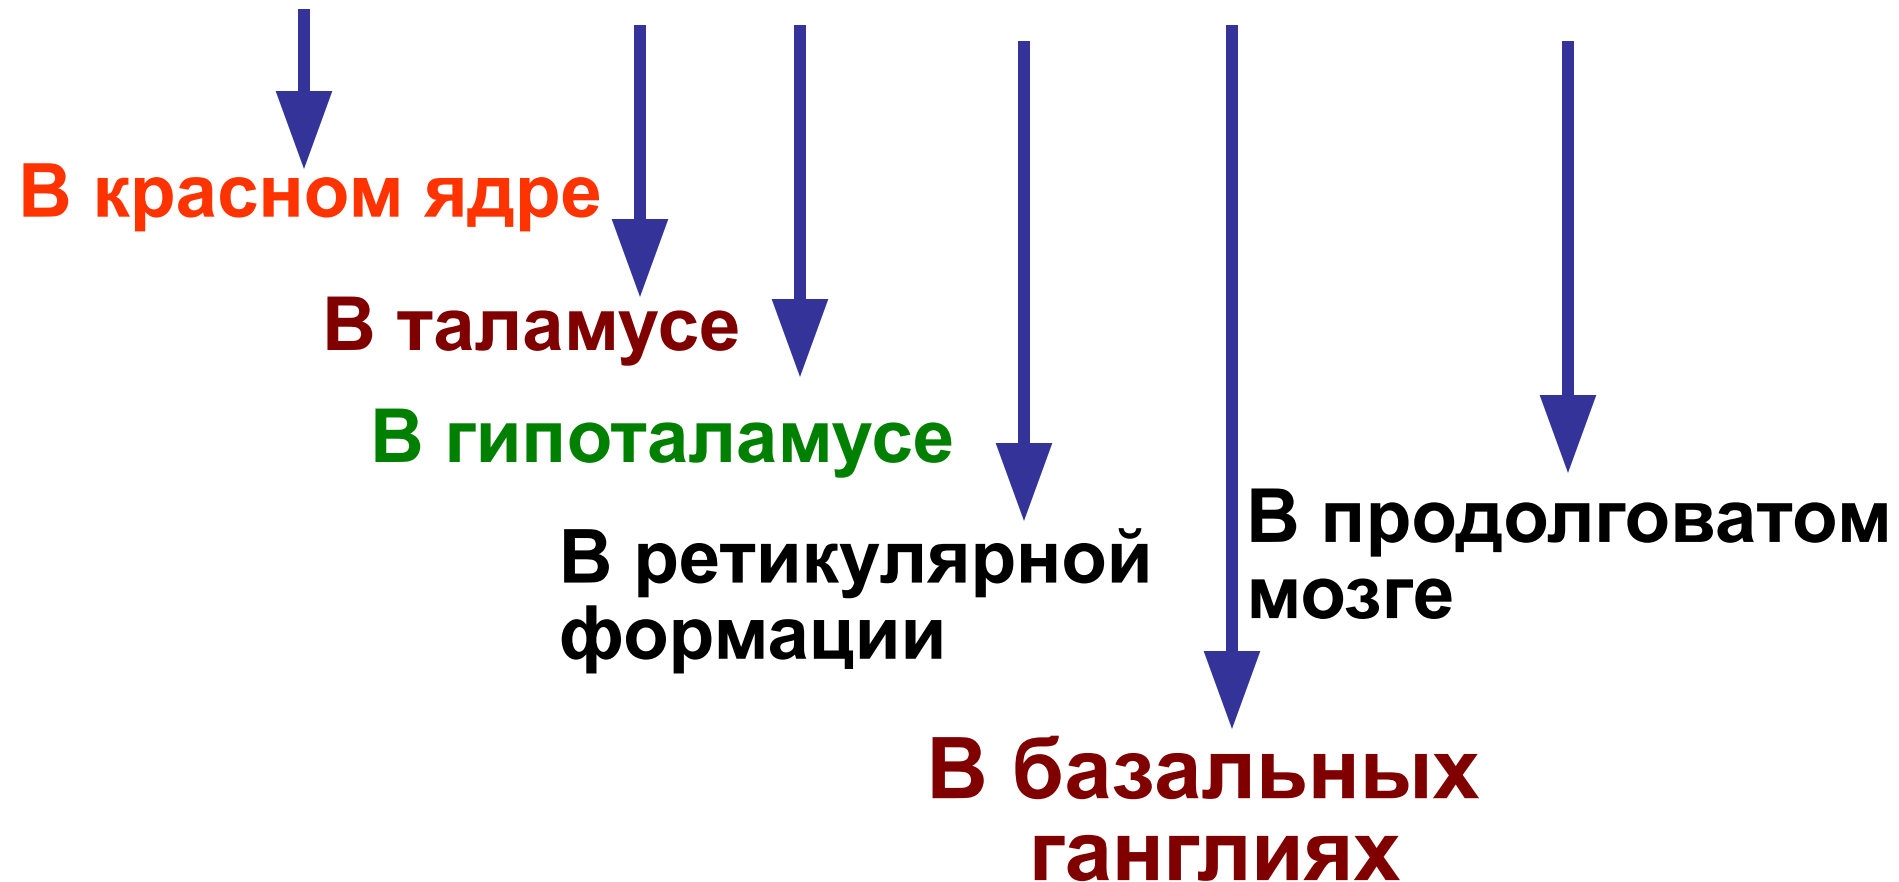 В красном ядре
В таламусе
В гипоталамусе
В ретикулярной
формации
В продолговатом
мозге
В базальных
ганглиях